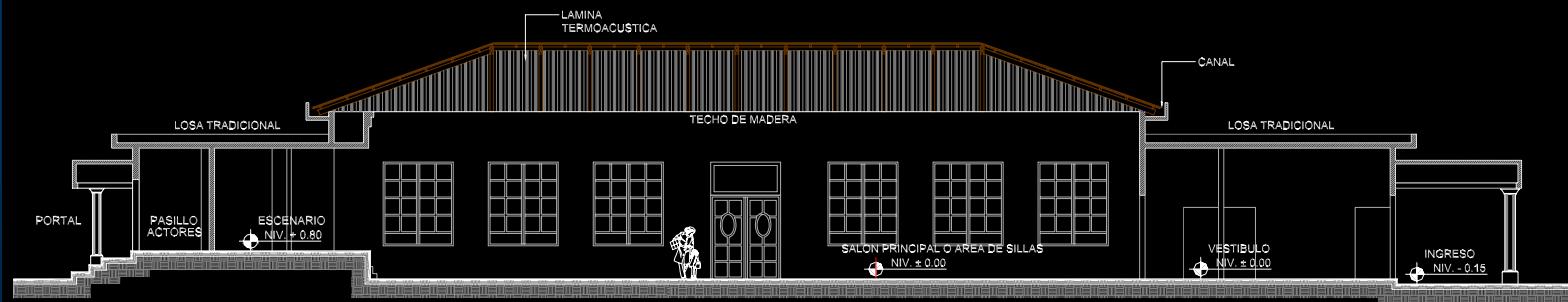 LAMINA
TERMOACUSTICA
CANAL
LOSA TRADICIONAL
TECHO DE MADERA
LOSA TRADICIONAL
PORTAL
PASILLO
ACTORES
ESCENARIO
NIV. + 0.80
SALON PRINCIPAL O AREA DE SILLAS
NIV. ± 0.00
VESTIBULO
NIV. ± 0.00
INGRESO
NIV. - 0.15